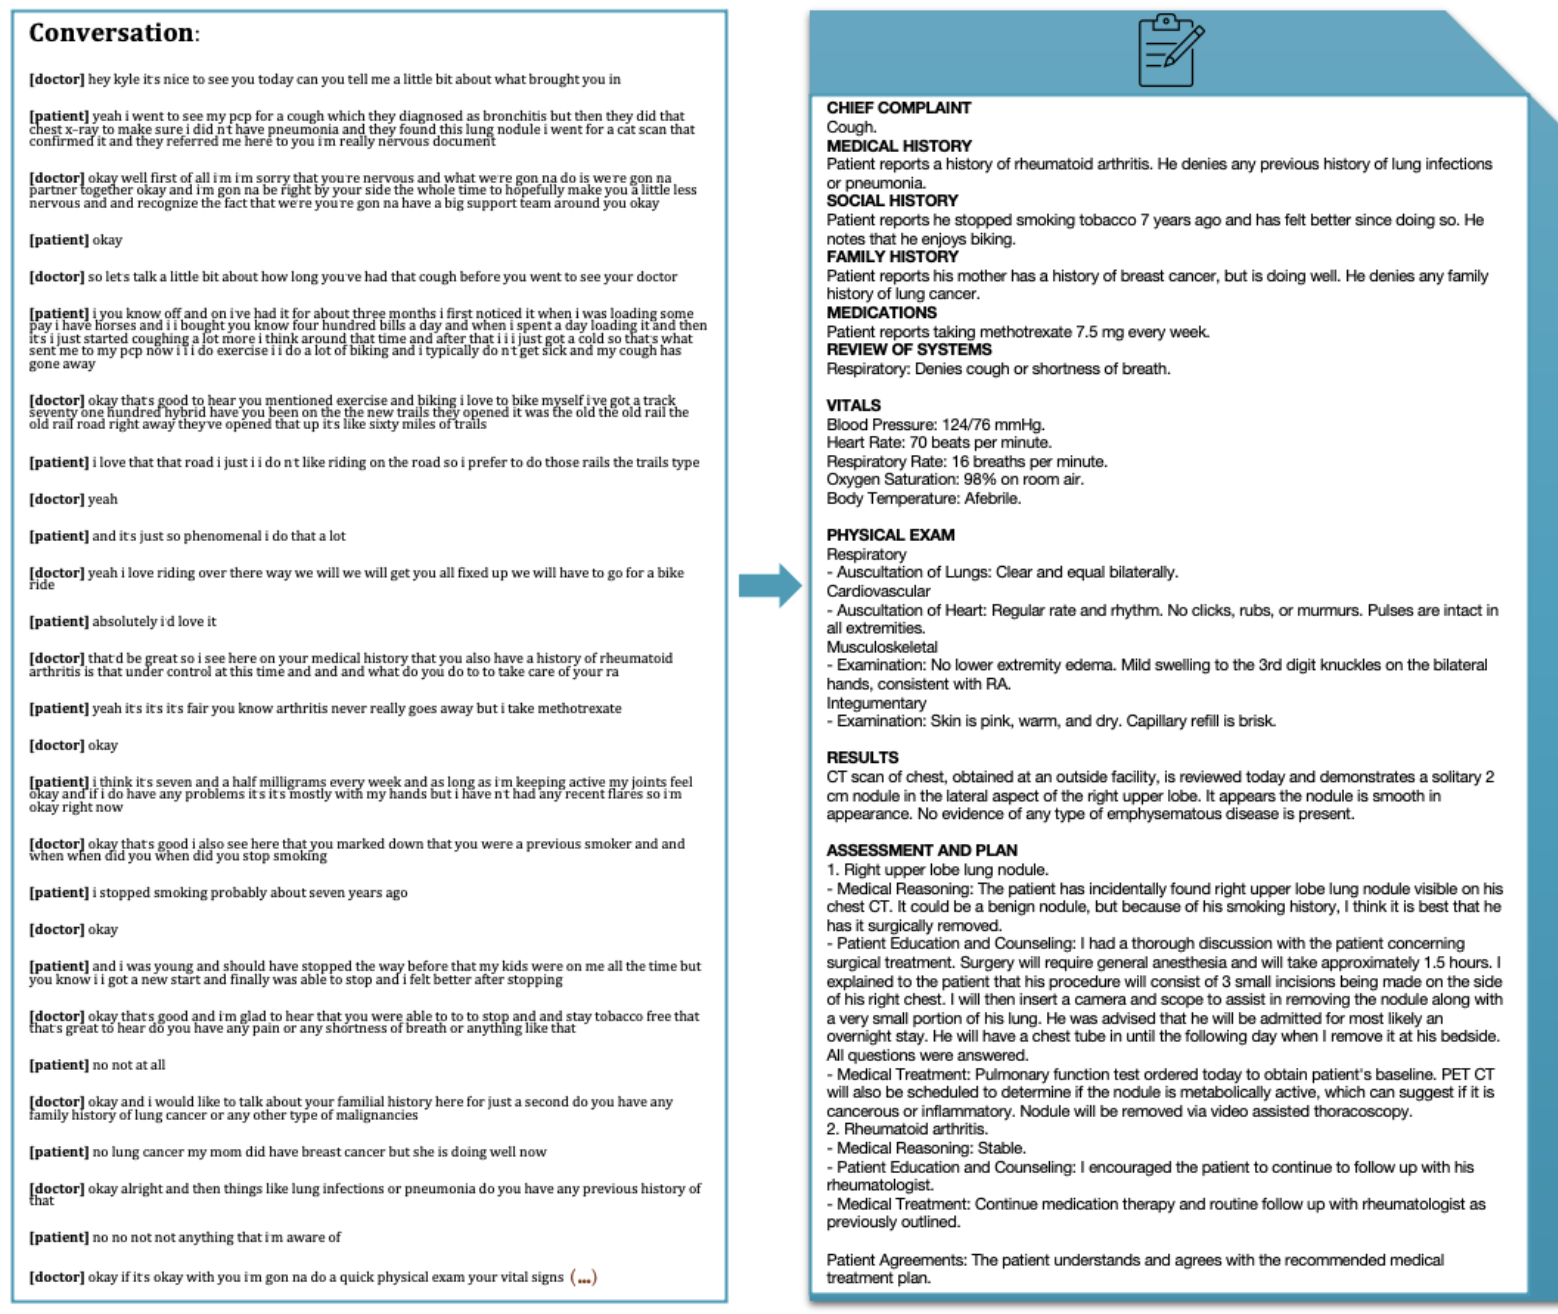 Conversation:
[doctor] hey kyle it's nice to see you today can you tell me a little bit about what brought you in
[patient] yeah i went to see my pcp for a cough which they diagnosed as bronchitis but then they did that
chest x-ray to make sure i did n't have pneumonia and they found this lung nodule i went for a cat scan that
confirmed it and they referred me here to you i'm really nervous document
[doctor] okay well first of all i'm i'm sorry that you're nervous and what we're gon na do is we're gon na
partner together okay and i'm gon na be right by your side the whole time to hopefully make you a little less
nervous and and recognize the fact that we're you're gon na have a big support team around you okay
[patient] okay
[doctor] so let's talk a little bit about how long you've had that cough before you went to see your doctor
[patient] i you know off and on i've had it for about three months i first noticed it when i was loading some
pay i have horses and i i bought you know four hundred bills a day and when i spent a day loading it and then
it's i just started coughing a lot more i think around that time and after that i i i just got a cold so that's what
sent me to my pcp now i i i do exercise i i do a lot of biking and i typically do n't get sick and my cough has
gone away
[doctor] okay that's good to hear you mentioned exercise and biking i love to bike myself i've got a track
seventy one hundred hybrid have you been on the the new trails they opened it was the old the old rail the
old rail road right away they've opened that up it's like sixty miles of trails
[patient] i love that that road i just i i do n't like riding on the road so i prefer to do those rails the trails type
[doctor] yeah
[patient] and it's just so phenomenal i do that a lot
[doctor] yeah i love riding over there way we will we will get you all fixed up we will have to go for a bike
ride
[patient] absolutely i'd love it
[doctor] that'd be great so i see here on your medical history that you also have a history of rheumatoid
arthritis is that under control at this time and and and what do you do to to take care of your ra
[patient] yeah it's it's it's fair you know arthritis never really goes away but i take methotrexate
[doctor] okay
[patient] i think it's seven and a half milligrams every week and as long as i'm keeping active my joints feel
okay and if i do have any problems it's it's mostly with my hands but i have n't had any recent flares so i'm
okay right now
[doctor] okay that's good i also see here that you marked down that you were a previous smoker and and
when when did you when did you stop smoking
[patient] i stopped smoking probably about seven years ago
[doctor] okay
[patient] and i was young and should have stopped the way before that my kids were on me all the time but
you know i i got a new start and finally was able to stop and i felt better after stopping
[doctor] okay that's good and i'm glad to hear that you were able to to to stop and and stay tobacco free that
that's great to hear do you have any pain or any shortness of breath or anything like that
[patient] no not at all
[doctor] okay and i would like to talk about your familial history here for just a second do you have any
family history of lung cancer or any other type of malignancies
[patient] no lung cancer my mom did have breast cancer but she is doing well now
[doctor] okay alright and then things like lung infections or pneumonia do you have any previous history of
that
[patient] no no not not anything that i'm aware of
[doctor] okay if it's okay with you i'm gon na do a quick physical exam your vital signs (...)
CHIEF COMPLAINT
Cough.
MEDICAL HISTORY
Patient reports a history of rheumatoid arthritis. He denies any previous history of lung infections
or pneumonia.
SOCIAL HISTORY
Patient reports he stopped smoking tobacco 7 years ago and has felt better since doing so. He
notes that he enjoys biking.
FAMILY HISTORY
Patient reports his mother has a history of breast cancer, but is doing well. He denies any family
history of lung cancer.
MEDICATIONS
Patient reports taking methotrexate 7.5 mg every week.
REVIEW OF SYSTEMS
Respiratory: Denies cough or shortness of breath.
VITALS
Blood Pressure: 124/76 mmHg.
Heart Rate: 70 beats per minute.
Respiratory Rate: 16 breaths per minute.
Oxygen Saturation: 98% on room air.
Body Temperature: Afebrile.
PHYSICAL EXAM
Respiratory
- Auscultation of Lungs: Clear and equal bilaterally.
Cardiovascular
- Auscultation of Heart: Regular rate and rhythm. No clicks, rubs, or murmurs. Pulses are intact in
all extremities.
Musculoskeletal
- Examination: No lower extremity edema. Mild swelling to the 3rd digit knuckles on the bilateral
hands, consistent with RA.
Integumentary
- Examination: Skin is pink, warm, and dry. Capillary refill is brisk.
RESULTS
CT scan of chest, obtained at an outside facility, is reviewed today and demonstrates a solitary 2
cm nodule in the lateral aspect of the right upper lobe. It appears the nodule is smooth in
appearance. No evidence of any type of emphysematous disease is present.
ASSESSMENT AND PLAN
1. Right upper lobe lung nodule.
- Medical Reasoning: The patient has incidentally found right upper lobe lung nodule visible on his
chest CT. It could be a benign nodule, but because of his smoking history, I think it is best that he
has it surgically removed.
- Patient Education and Counseling: I had a thorough discussion with the patient concerning
surgical treatment. Surgery will require general anesthesia and will take approximately 1.5 hours. I
explained to the patient that his procedure will consist of 3 small incisions being made on the side
of his right chest. I will then insert a camera and scope to assist in removing the nodule along with
a very small portion of his lung. He was advised that he will be admitted for most likely an
overnight stay. He will have a chest tube in until the following day when I remove it at his bedside.
All questions were answered.
- Medical Treatment: Pulmonary function test ordered today to obtain patient's baseline. PET CT
will also be scheduled to determine if the nodule is metabolically active, which can suggest if it is
cancerous or inflammatory. Nodule will be removed via video assisted thoracoscopy.
2. Rheumatoid arthritis.
- Medical Reasoning: Stable.
- Patient Education and Counseling: I encouraged the patient to continue to follow up with his
rheumatologist.
- Medical Treatment: Continue medication therapy and routine follow up with rheumatologist as
previously outlined.
Patient Agreements: The patient understands and agrees with the recommended medical
treatment plan.